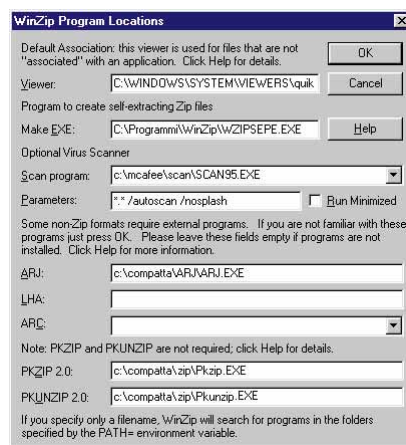 WinZip Program Locations
Default Association: this viewer is used for files that are not
"associated" with an application. Click Help for details.
OK
Viewer: C:\WINDOWS\SYSTEM\VIEWERS\quik
Cancel
Program to create self-extracting Zip files
Make EXE: C:\Programmi\WinZip\WZIPSEPE.EXE
Help
Optional Virus Scanner
Scan program: c:\mcafee\scan\SCAN95.EXE
Parameters: *.* /autoscan /nosplash
Run Minimized
Some non-Zip formats require external programs. If you are not familiar with these
programs just press OK. Please leave these fields empty if programs are not
installed. Click Help for more information.
ARJ: c:\compatta\ARJ\ARJ.EXE
LHA:
ARC:
Note: PKZIP and PKUNZIP are not required; click Help for details.
PKZIP 2.0: c:\compatta\zip\Pkzip.EXE
PKUNZIP 2.0: c:\compatta\zip\Pkunzip.EXE
If you specify only a filename, WinZip will search for programs in the folders
specified by the PATH= environment variable.